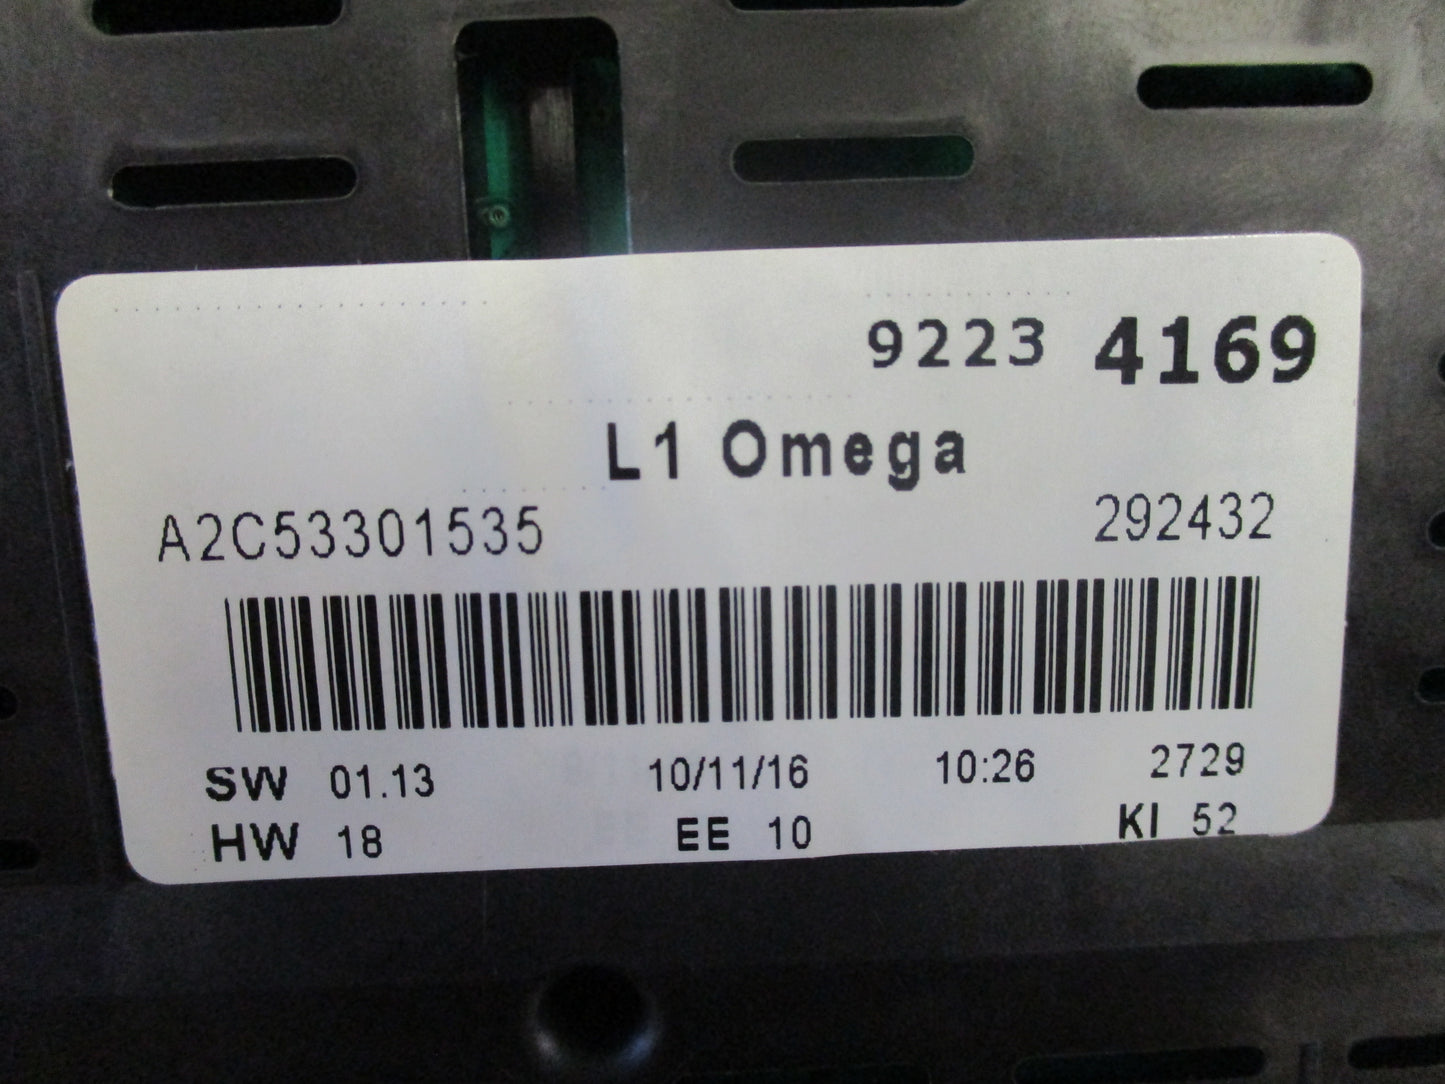 9223 4169
L1 Omega
A2C53301535 292432
SW 01.13 10/11/16 10:26 2729
HW 18 EE 10 KI 52